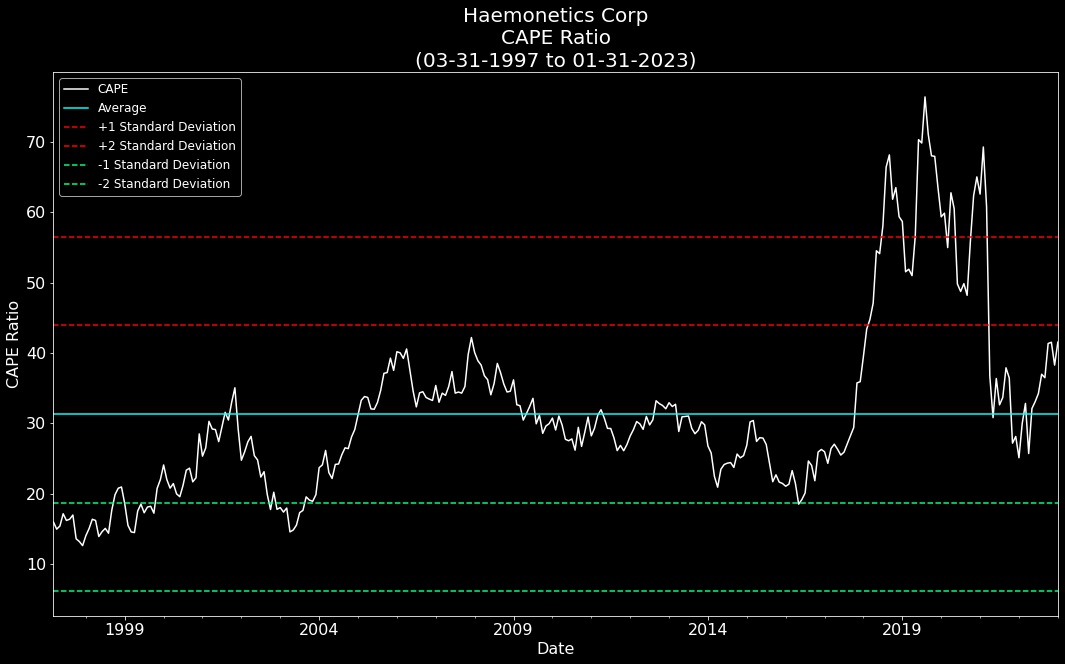 Haemonetics Corp
CAPE Ratio
(03-31-1997 to 01-31-2023)
CAPE
Average
+1 Standard Deviation
+2 Standard Deviation
-1 Standard Deviation
-2 Standard Deviation
CAPE Ratio
70
60
50
40
30
20
10
1999
2004
2009
2014
2019
Date